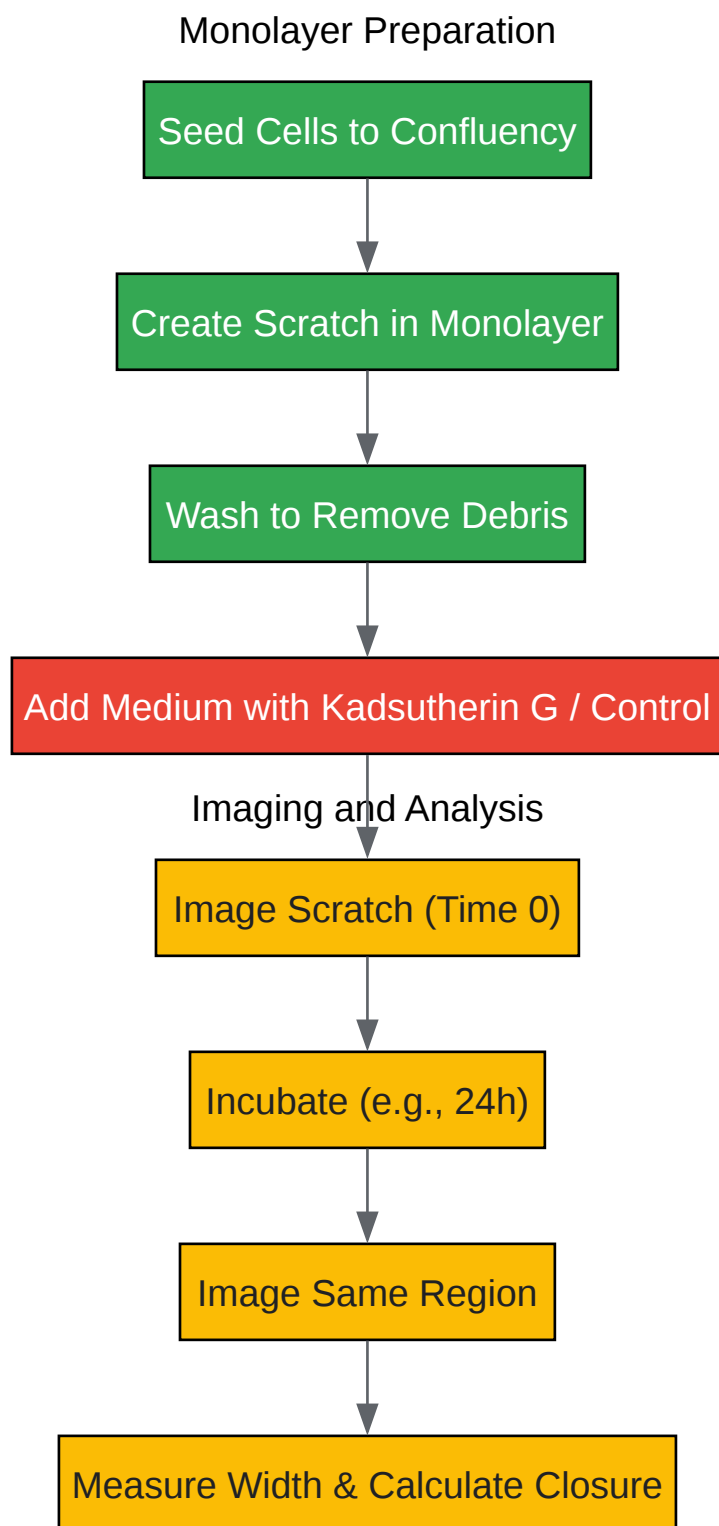 Monolayer Preparation
Seed Cells to Confluency
Create Scratch in Monolayer
Wash to Remove Debris
Add Medium with Kadsutherin G / Control
Imaging and Analysis
Image Scratch (Time 0)
Incubate (e.g., 24h)
Image Same Region
Measure Width & Calculate Closure